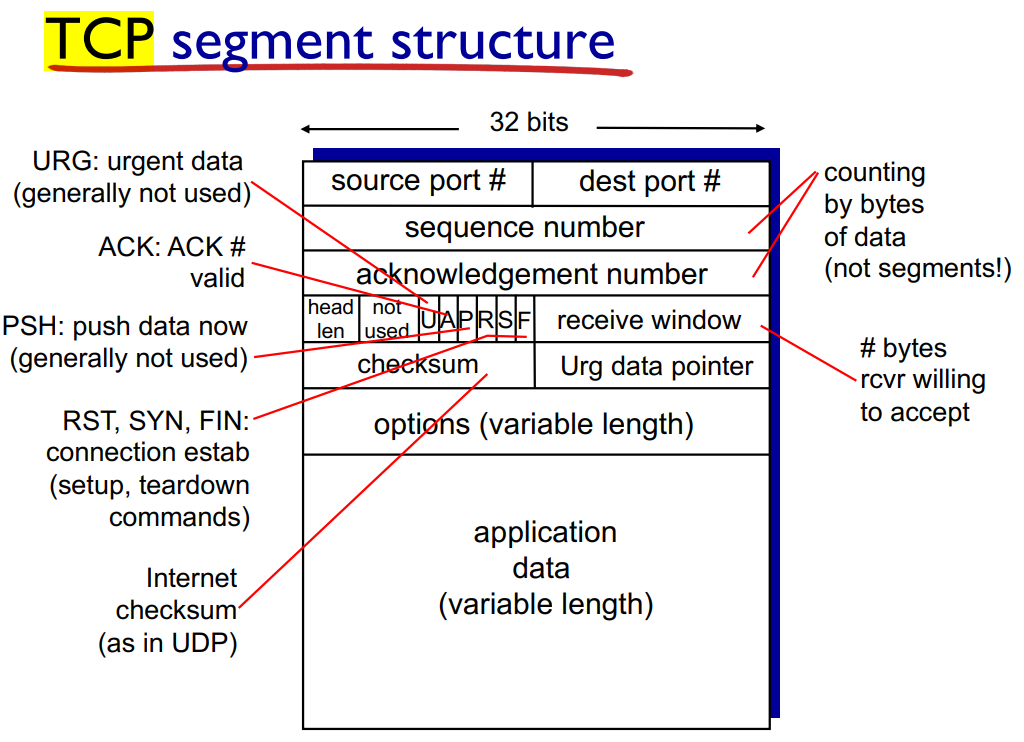 TCP segment structure
32 bits
URG: urgent data
(generally not used)
ACK: ACK #
valid
PSH: push data now
(generally not used)
RST, SYN, FIN:
connection estab
(setup, teardown
commands)
Internet
checksum
(as in UDP)
source port #
dest port #
sequence number
acknowledgement number
head
len
not
used
U A P R S F
receive window
checksum
Urg data pointer
options (variable length)
application
data
(variable length)
counting
by bytes
of data
(not segments!)
# bytes
rcvr willing
to accept